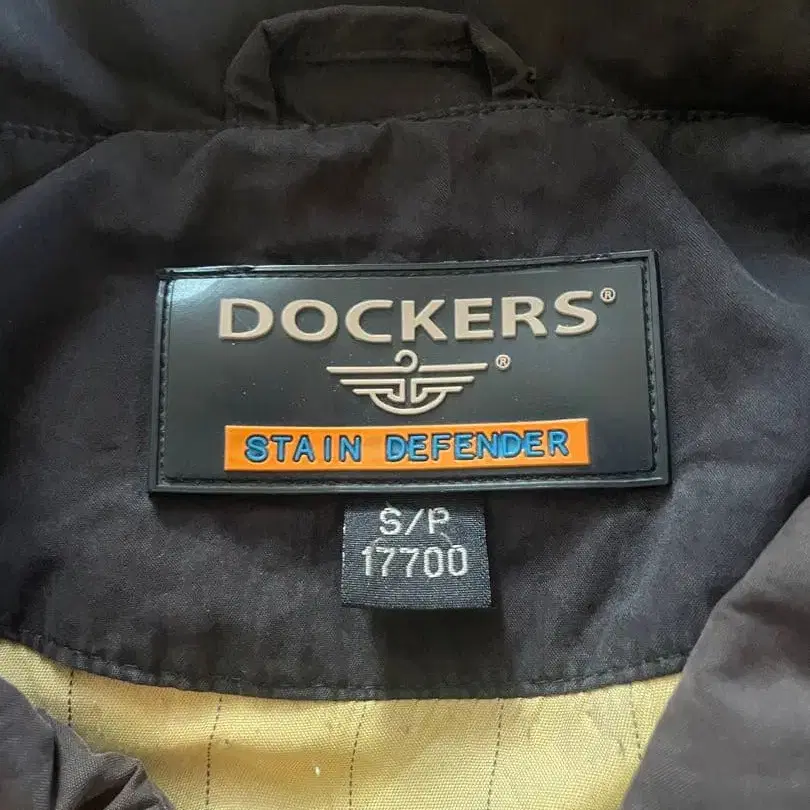 DOCKERS®
®
STAIN DEFENDER
S/P
17700